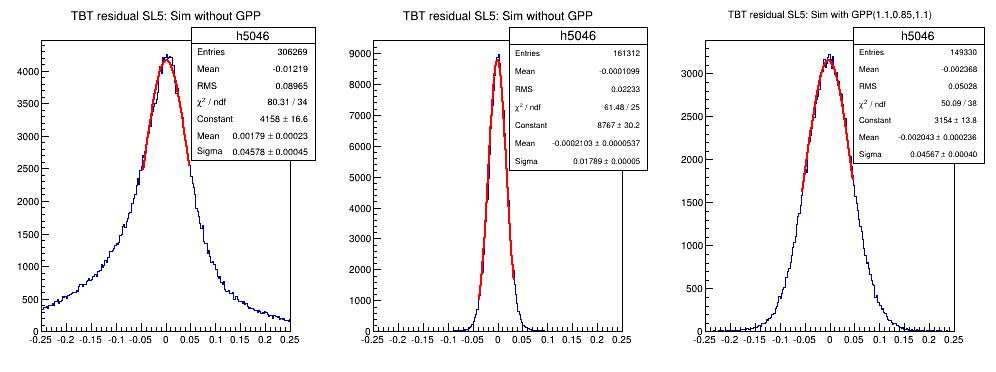 TBT residual SL5: Sim without GPP
h5046
Entries 306269
Mean -0.01219
RMS 0.08965
χ² / ndf 80.31 / 34
Constant 4158 ± 16.6
Mean 0.00179 ± 0.00023
Sigma 0.04578 ± 0.00045
4000
3500
3000
2500
2000
1500
1000
500
0
-0.25 -0.2 -0.15 -0.1 -0.05 0 0.05 0.1 0.15 0.2 0.25
TBT residual SL5: Sim without GPP
h5046
Entries 161312
Mean -0.0001099
RMS 0.02233
χ² / ndf 61.48 / 25
Constant 8767 ± 30.2
Mean -0.0002103 ± 0.0000537
Sigma 0.01789 ± 0.00005
9000
8000
7000
6000
5000
4000
3000
2000
1000
0
-0.25 -0.2 -0.15 -0.1 -0.05 0 0.05 0.1 0.15 0.2 0.25
TBT residual SL5: Sim with GPP(1.1,0.85,1.1)
h5046
Entries 149330
Mean -0.002368
RMS 0.05028
χ² / ndf 50.09 / 38
Constant 3154 ± 13.8
Mean -0.002043 ± 0.000236
Sigma 0.04567 ± 0.00040
3000
2500
2000
1500
1000
500
0
-0.25 -0.2 -0.15 -0.1 -0.05 0 0.05 0.1 0.15 0.2 0.25